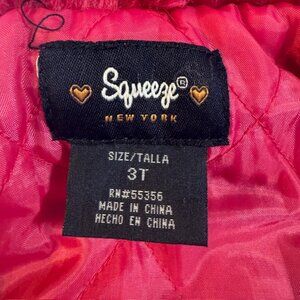 Squeeze®
NEW YORK
SIZE/TALLA
3T
RN#55356
MADE IN CHINA
HECHO EN CHINA